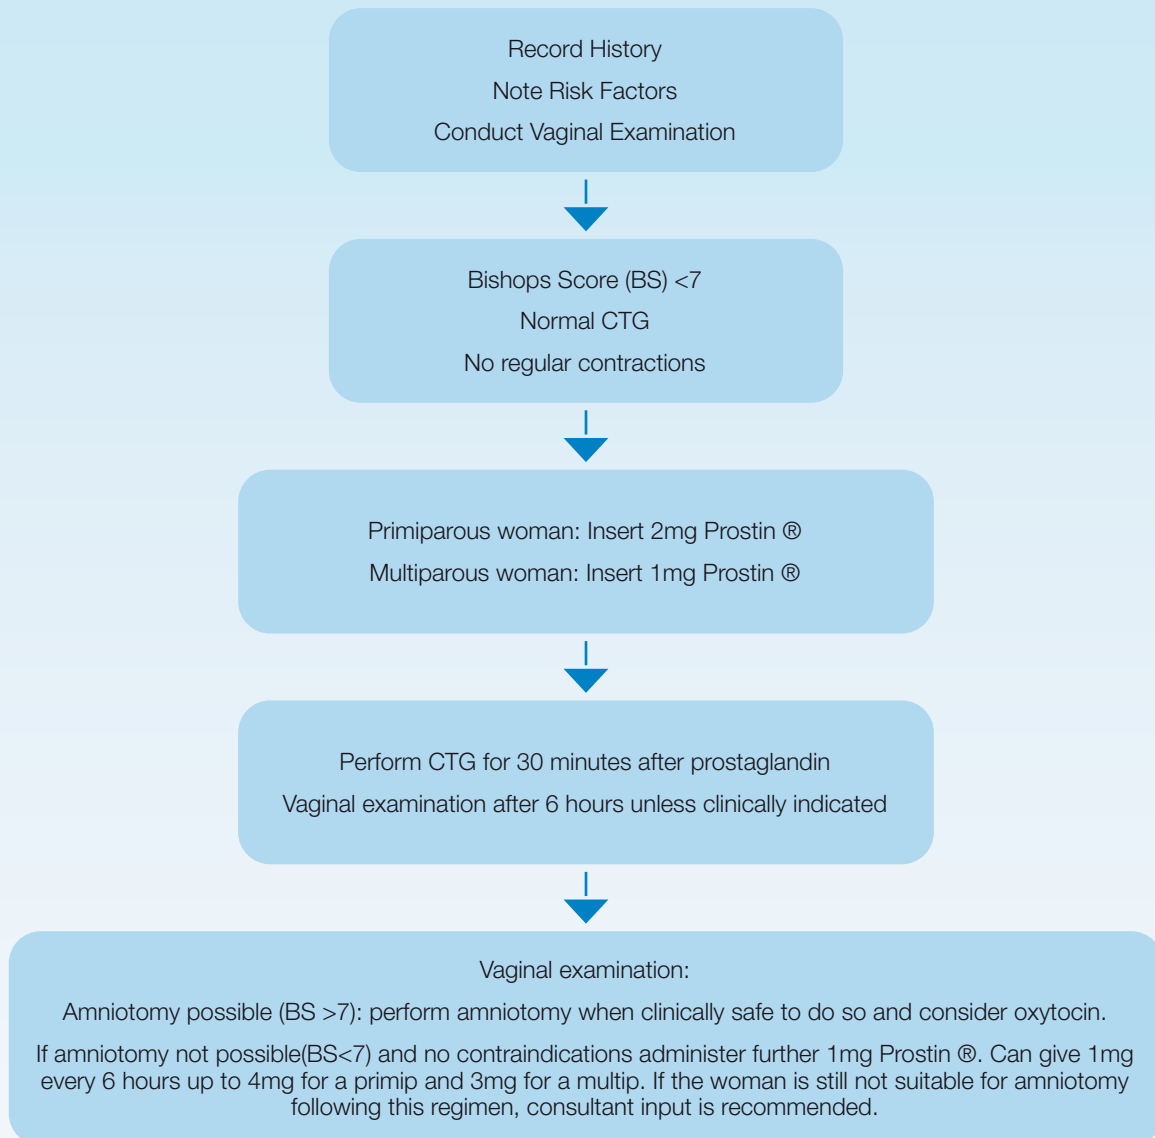 Record History
Note Risk Factors
Conduct Vaginal Examination
Bishops Score (BS) <7
Normal CTG
No regular contractions
Primiparous woman: Insert 2mg Prostin ®
Multiparous woman: Insert 1mg Prostin ®
Perform CTG for 30 minutes after prostaglandin
Vaginal examination after 6 hours unless clinically indicated
Vaginal examination:
Amniotomy possible (BS >7): perform amniotomy when clinically safe to do so and consider oxytocin.
If amniotomy not possible(BS<7) and no contraindications administer further 1mg Prostin ®. Can give 1mg
every 6 hours up to 4mg for a primip and 3mg for a multip. If the woman is still not suitable for amniotomy
following this regimen, consultant input is recommended.